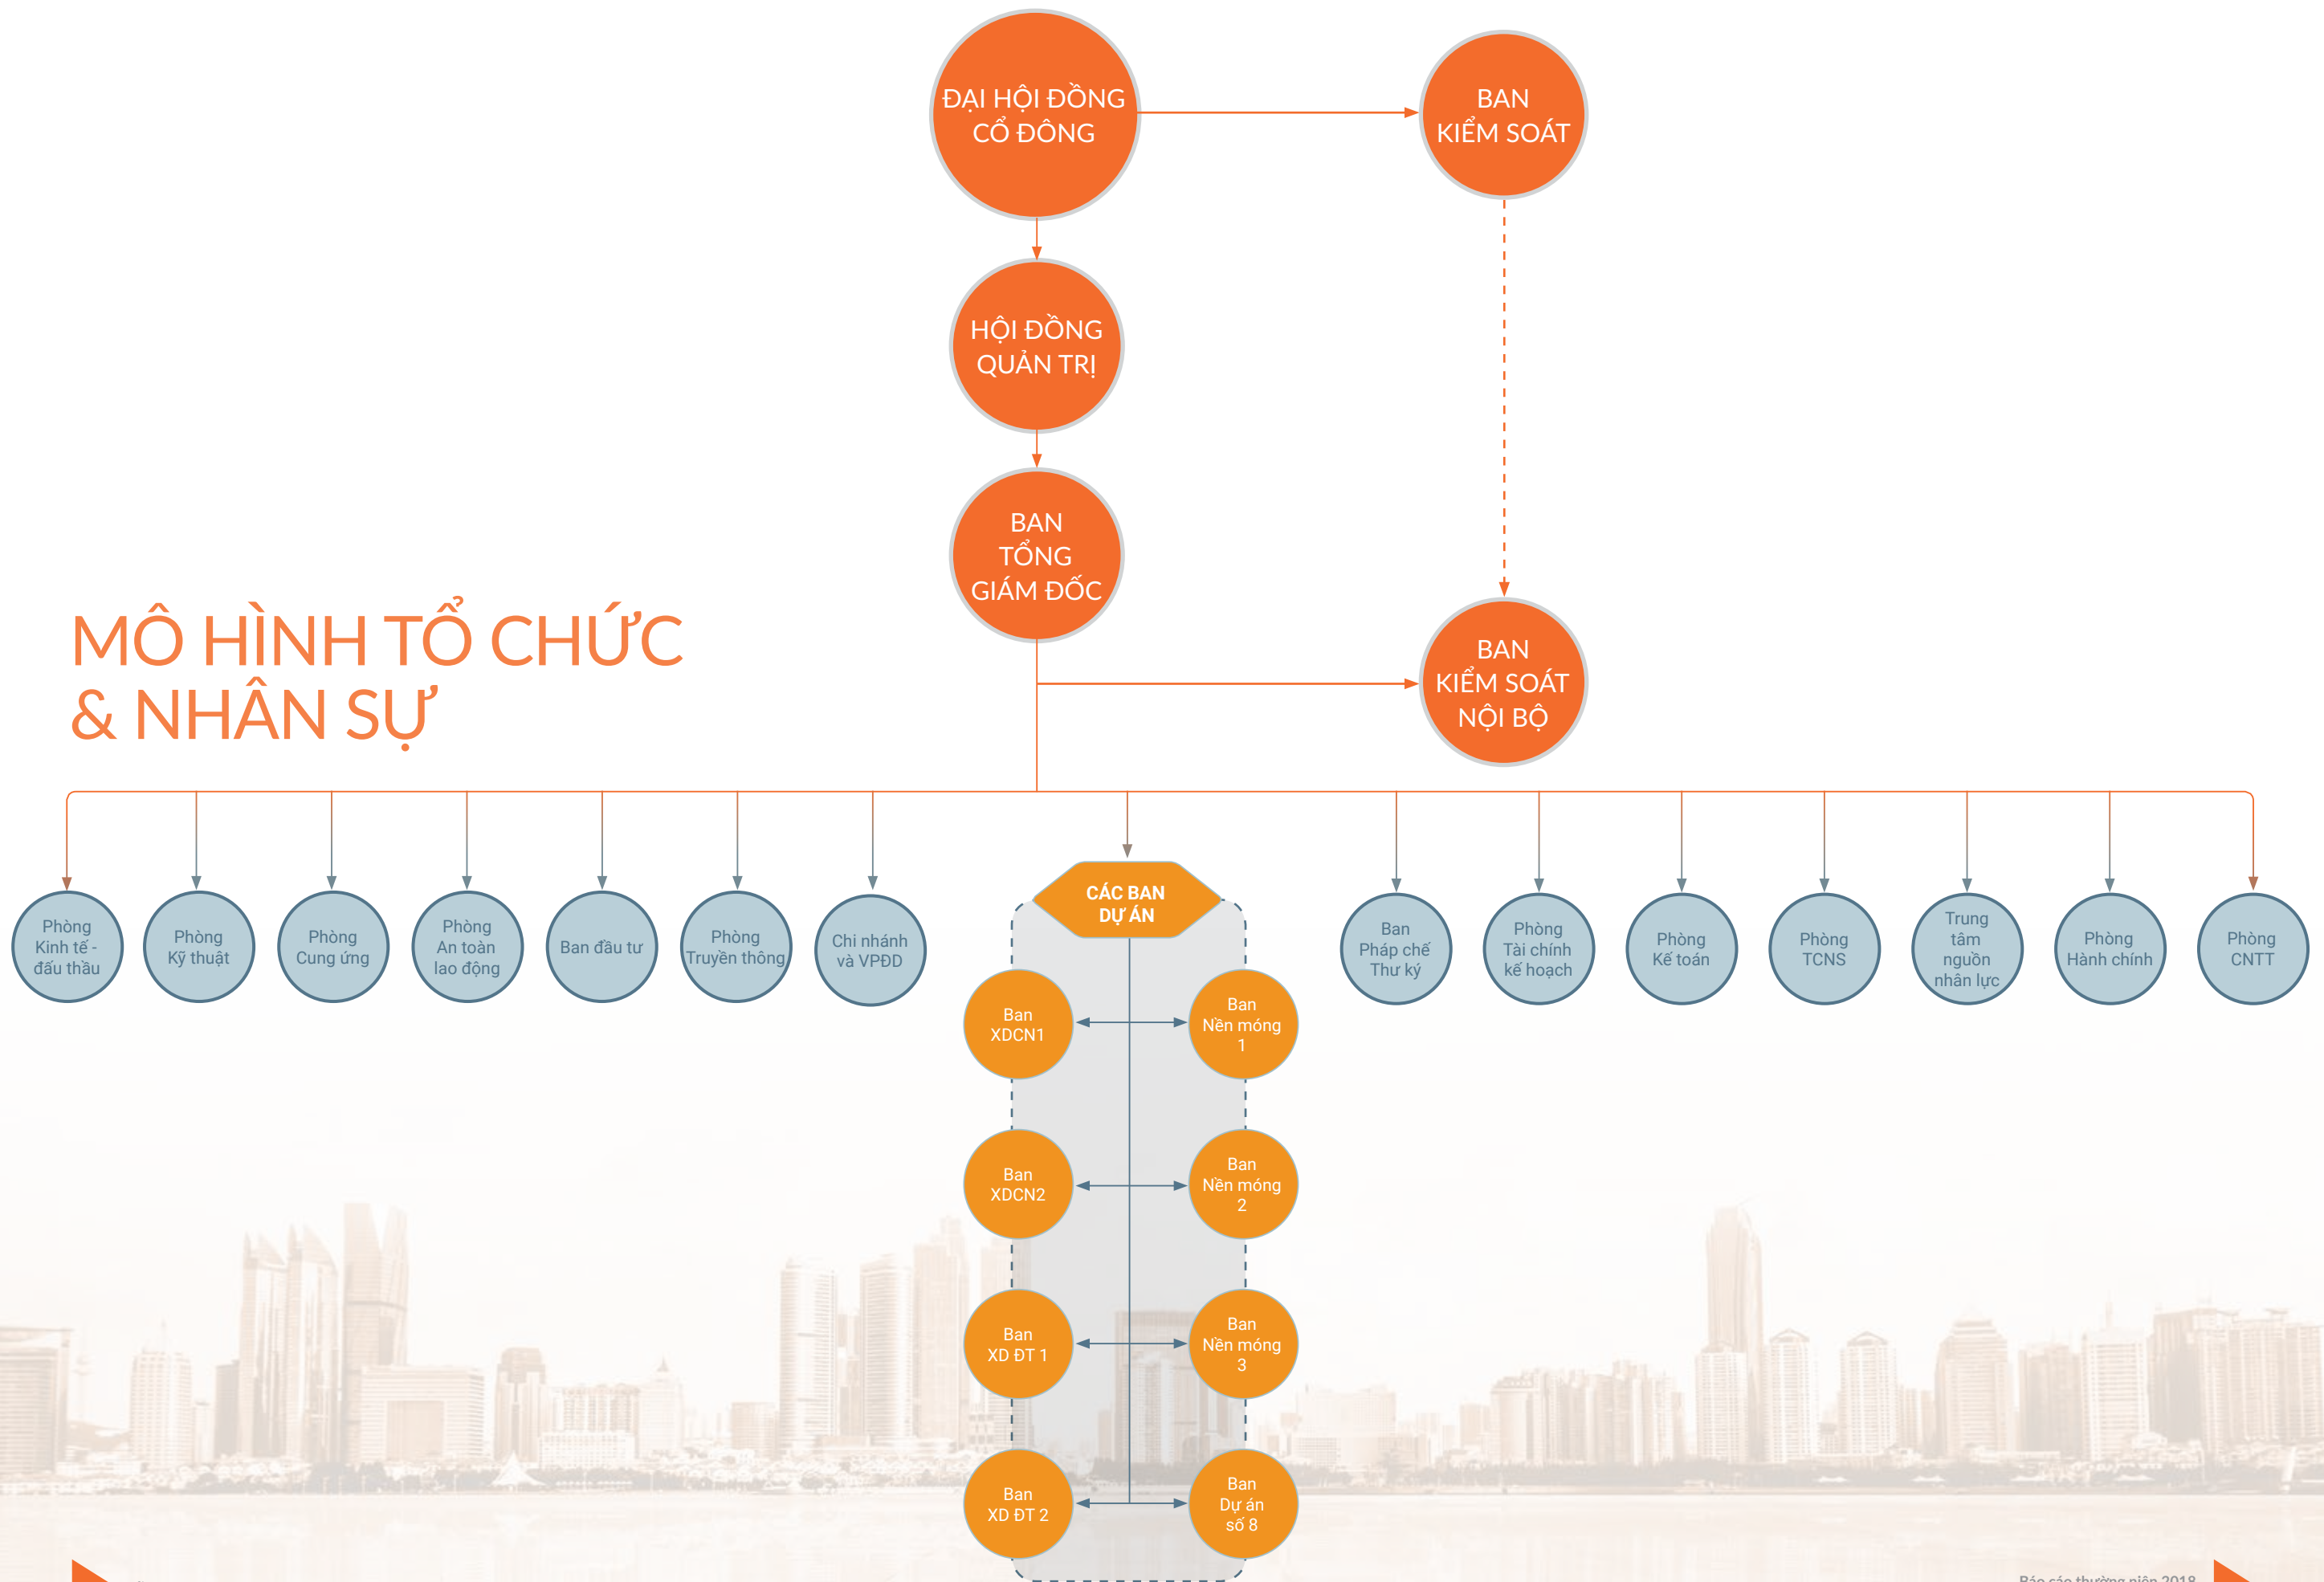 ĐẠI HỘI ĐỒNG
CỔ ĐÔNG
BAN
KIỂM SOÁT
HỘI ĐỒNG
QUẢN TRỊ
BAN
TỔNG
GIÁM ĐỐC
MÔ HÌNH TỔ CHỨC
& NHÂN SỰ
BAN
KIỂM SOÁT
NỘI BỘ
Phòng
Kinh tế -
đấu thầu
Phòng
Kỹ thuật
Phòng
Cung ứng
Phòng
An toàn
lao động
Ban đầu tư
Phòng
Truyền thông
Chi nhánh
và VPĐD
CÁC BAN
DỰ ÁN
Ban
Pháp chế
Thư ký
Phòng
Tài chính
kế hoạch
Phòng
Kế toán
Phòng
TCNS
Trung
tâm
nguồn
nhân lực
Phòng
Hành chính
Phòng
CNTT
Ban
XDCN1
Ban
Nền móng
1
Ban
XDCN2
Ban
Nền móng
2
Ban
XD ĐT 1
Ban
Nền móng
3
Ban
XD ĐT 2
Ban
Dự án
số 8
Báo cáo thường niên 2018